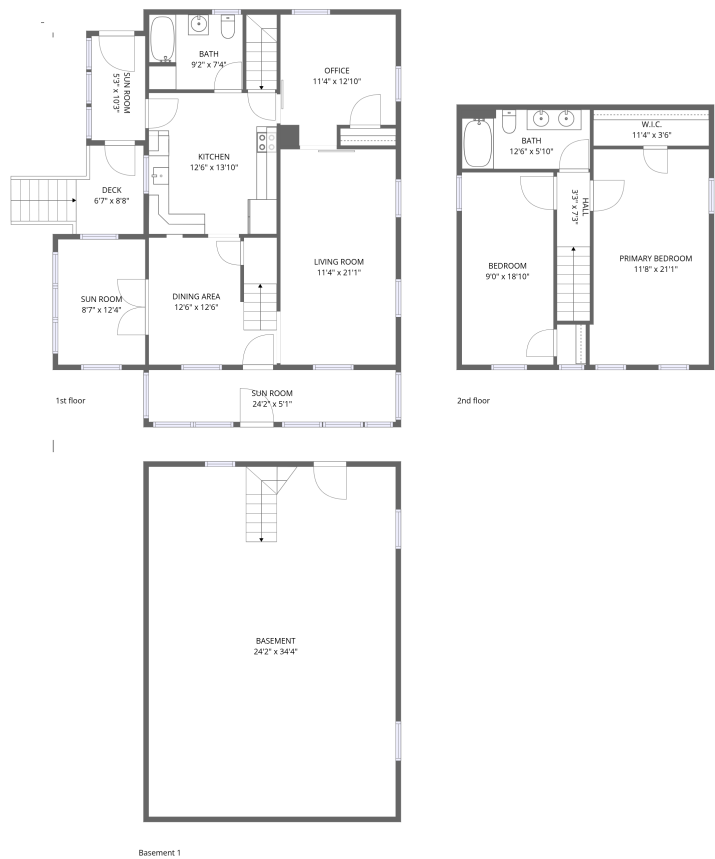 BATH
9'2" x 7'4"
OFFICE
11'4" x 12'10"
SUN ROOM
5'3" x 10'3"
KITCHEN
12'6" x 13'10"
DECK
6'7" x 8'8"
LIVING ROOM
11'4" x 21'1"
SUN ROOM
8'7" x 12'4"
DINING AREA
12'6" x 12'6"
SUN ROOM
24'2" x 5'1"
1st floor
W.I.C.
11'4" x 3'6"
BATH
12'6" x 5'10"
HALL
3'3" x 7'3"
BEDROOM
9'0" x 18'10"
PRIMARY BEDROOM
11'8" x 21'1"
2nd floor
BASEMENT
24'2" x 34'4"
Basement 1